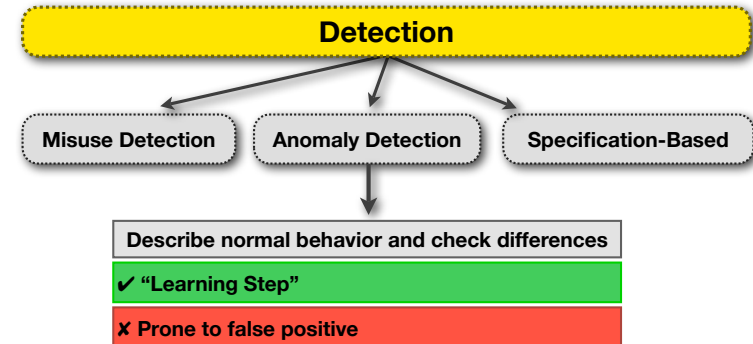 Detection
Misuse Detection
Anomaly Detection
Specification-Based
Describe normal behavior and check differences
✔ “Learning Step”
✘ Prone to false positive